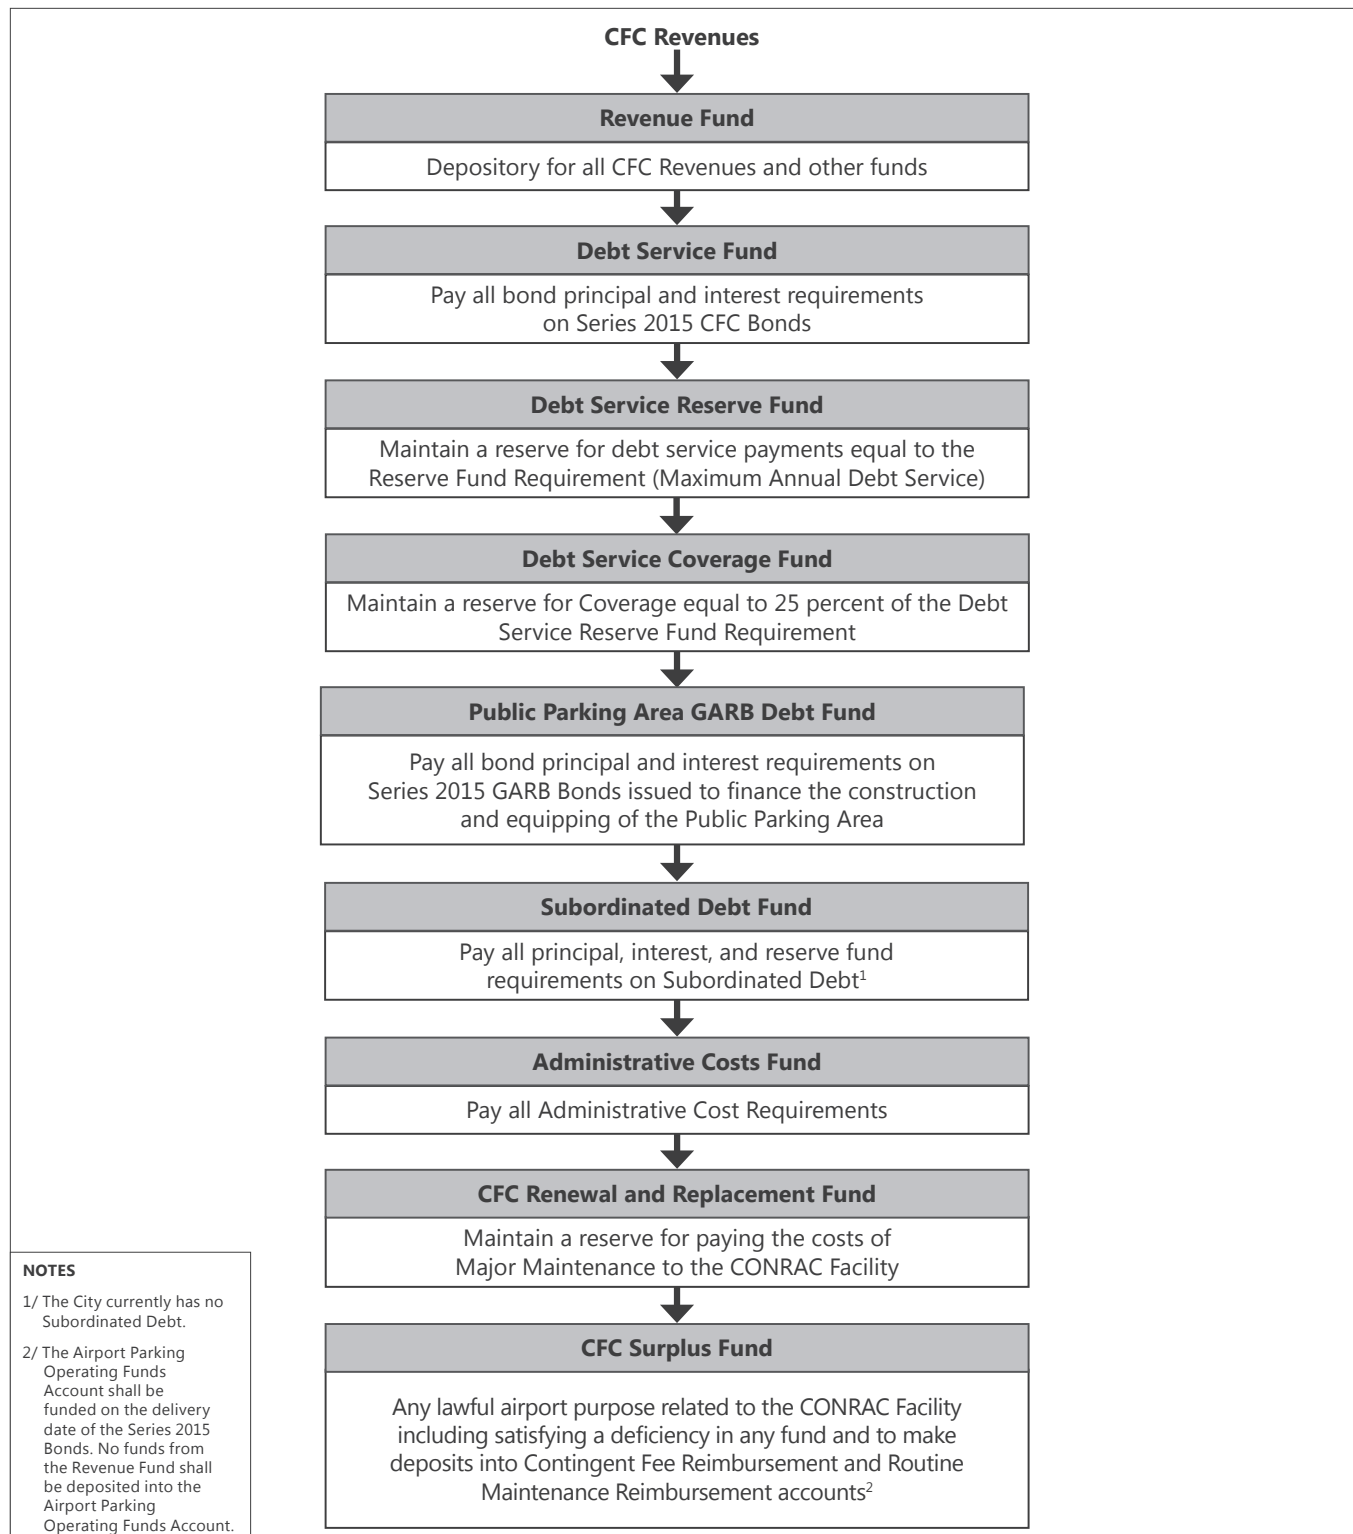 CFC Revenues
Revenue Fund
Depository for all CFC Revenues and other funds
Debt Service Fund
Pay all bond principal and interest requirements
on Series 2015 CFC Bonds
Debt Service Reserve Fund
Maintain a reserve for debt service payments equal to the
Reserve Fund Requirement (Maximum Annual Debt Service)
Debt Service Coverage Fund
Maintain a reserve for Coverage equal to 25 percent of the Debt
Service Reserve Fund Requirement
Public Parking Area GARB Debt Fund
Pay all bond principal and interest requirements on
Series 2015 GARB Bonds issued to finance the construction
and equipping of the Public Parking Area
Subordinated Debt Fund
Pay all principal, interest, and reserve fund
requirements on Subordinated Debt¹
Administrative Costs Fund
Pay all Administrative Cost Requirements
CFC Renewal and Replacement Fund
Maintain a reserve for paying the costs of
Major Maintenance to the CONRAC Facility
CFC Surplus Fund
Any lawful airport purpose related to the CONRAC Facility
including satisfying a deficiency in any fund and to make
deposits into Contingent Fee Reimbursement and Routine
Maintenance Reimbursement accounts²
NOTES
1/ The City currently has no
Subordinated Debt.
2/ The Airport Parking
Operating Funds
Account shall be
funded on the delivery
date of the Series 2015
Bonds. No funds from
the Revenue Fund shall
be deposited into the
Airport Parking
Operating Funds Account.